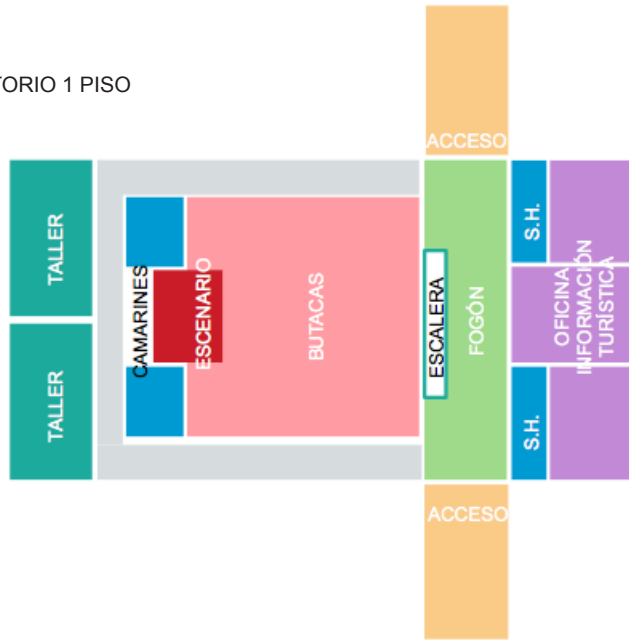 TORIO 1 PISO
ACCESO
TALLER
TALLER
CAMARINES
ESCENARIO
BUTACAS
ESCALERA
FOGÓN
S.H.
S.H.
OFICINA
INFORMACIÓN
TURÍSTICA
ACCESO